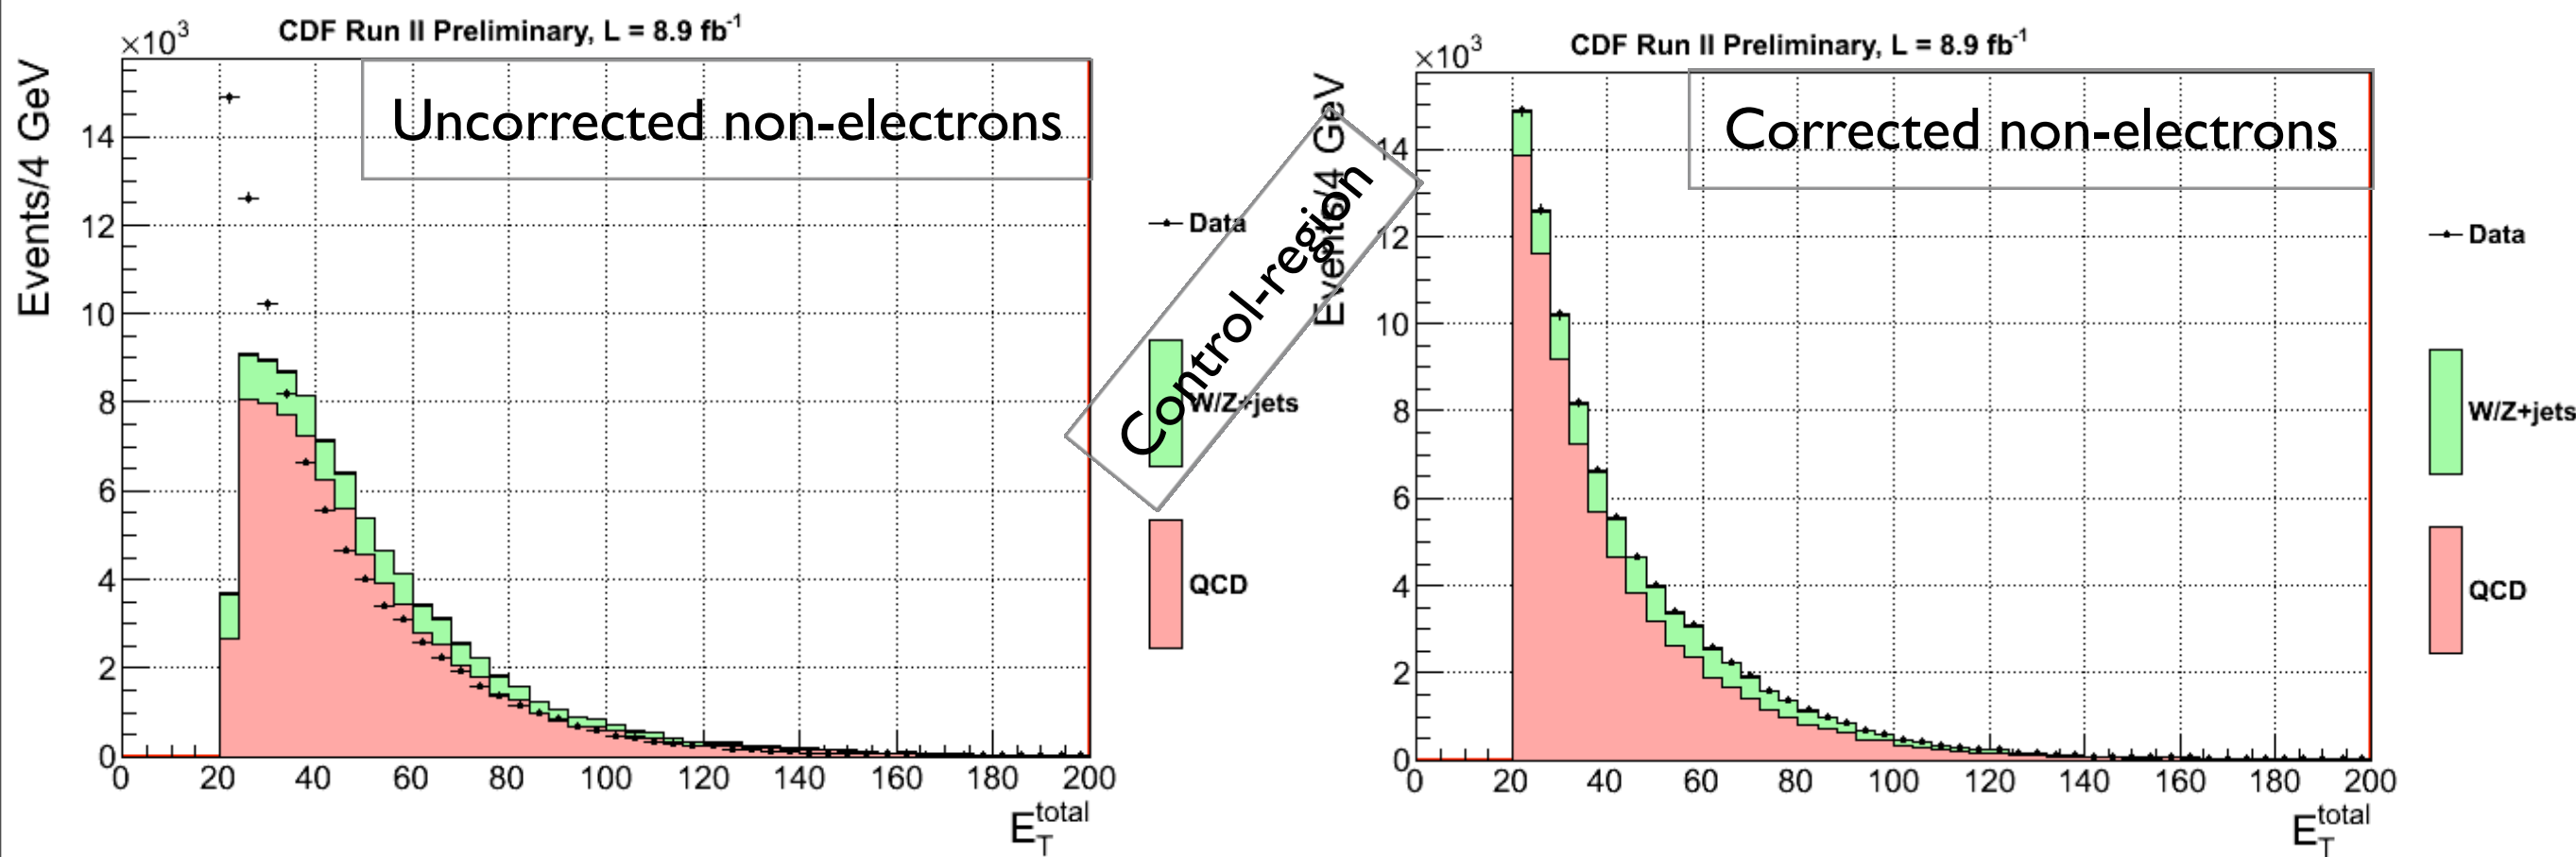 CDF Run II Preliminary, L = 8.9 fb⁻¹
×10³
Events/4 GeV
Uncorrected non-electrons
14
12
10
8
6
4
2
0
0 20 40 60 80 100 120 140 160 180 200
E_T^total
Data
W/Z+jets
QCD
Control-region
CDF Run II Preliminary, L = 8.9 fb⁻¹
×10³
Events/4 GeV
Corrected non-electrons
14
12
10
8
6
4
2
0
0 20 40 60 80 100 120 140 160 180 200
E_T^total
Data
W/Z+jets
QCD